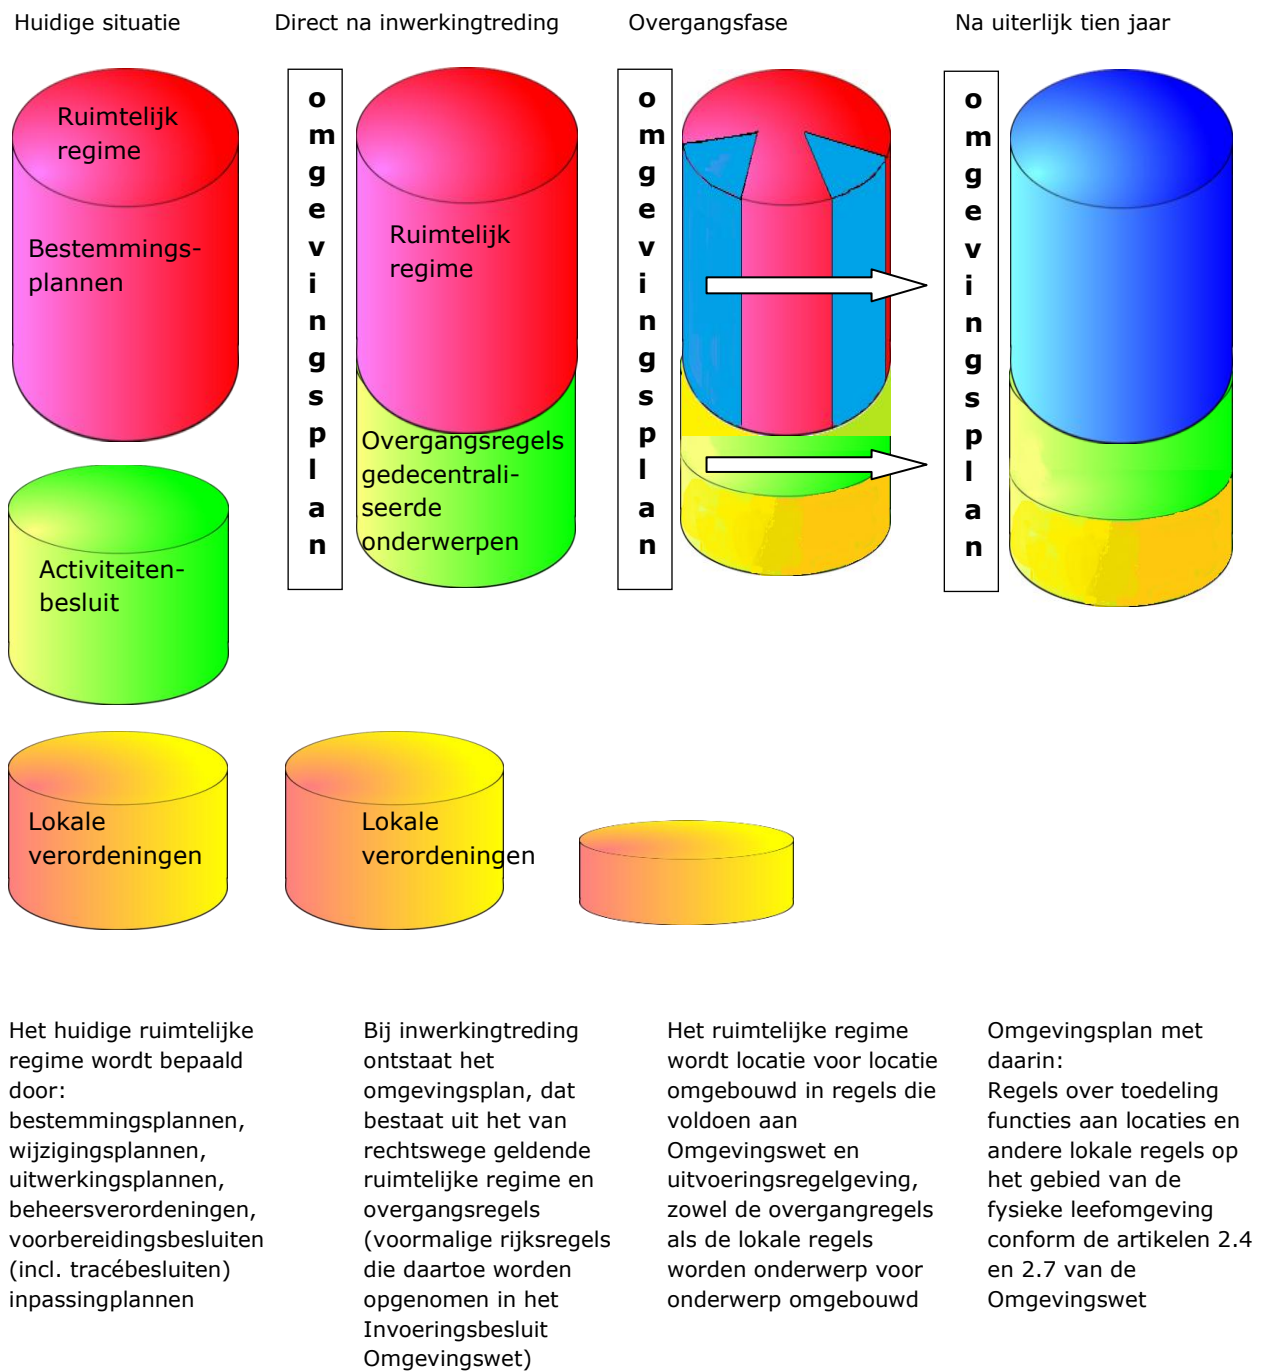 Huidige situatie
Direct na inwerkingtreding
Overgangsfase
Na uiterlijk tien jaar
Ruimtelijk
regime
Bestemmings-
plannen
Activiteiten-
besluit
Lokale
verordeningen
omgevingsplan
Ruimtelijk
regime
Overgangsregels
gedecentrali-
seerde
onderwerpen
Lokale
verordeningen
omgevingsplan
omgevingsplan
Het huidige ruimtelijke
regime wordt bepaald
door:
bestemmingsplannen,
wijzigingsplannen,
uitwerkingsplannen,
beheersverordeningen,
voorbereidingsbesluiten
(incl. tracébesluiten)
inpassingplannen
Bij inwerkingtreding
ontstaat het
omgevingsplan, dat
bestaat uit het van
rechtswege geldende
ruimtelijke regime en
overgangsregels
(voormalige rijksregels
die daartoe worden
opgenomen in het
Invoeringsbesluit
Omgevingswet)
Het ruimtelijke regime
wordt locatie voor locatie
omgebouwd in regels die
voldoen aan
Omgevingswet en
uitvoeringsregelgeving,
zowel de overgangregels
als de lokale regels
worden onderwerp voor
onderwerp omgebouwd
Omgevingsplan met
daarin:
Regels over toedeling
functies aan locaties en
andere lokale regels op
het gebied van de
fysieke leefomgeving
conform de artikelen 2.4
en 2.7 van de
Omgevingswet